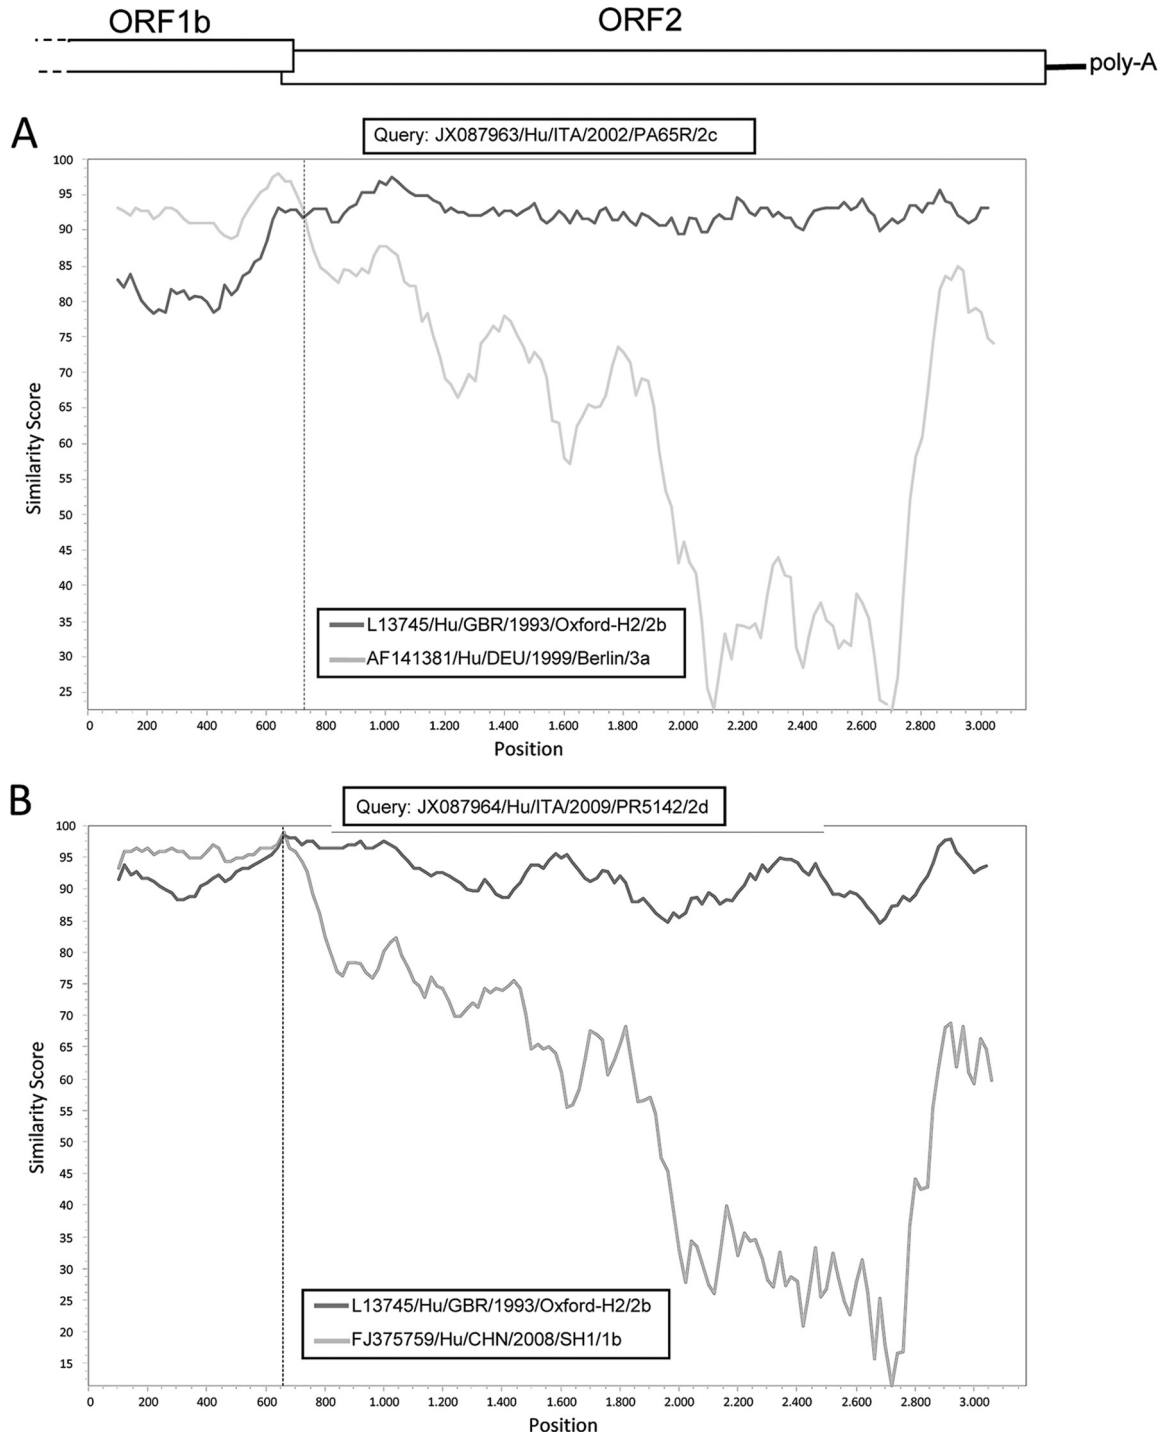 ORF1b
ORF2
poly-A
A
Query: JX087963/Hu/ITA/2002/PA65R/2c
100
95
90
85
80
75
70
65
60
55
50
45
40
35
30
25
Similarity Score
L13745/Hu/GBR/1993/Oxford-H2/2b
AF141381/Hu/DEU/1999/Berlin/3a
0 200 400 600 800 1.000 1.200 1.400 1.600 1.800 2.000 2.200 2.400 2.600 2.800 3.000
Position
B
Query: JX087964/Hu/ITA/2009/PR5142/2d
100
95
90
85
80
75
70
65
60
55
50
45
40
35
30
25
20
15
Similarity Score
L13745/Hu/GBR/1993/Oxford-H2/2b
FJ375759/Hu/CHN/2008/SH1/1b
0 200 400 600 800 1.000 1.200 1.400 1.600 1.800 2.000 2.200 2.400 2.600 2.800 3.000
Position